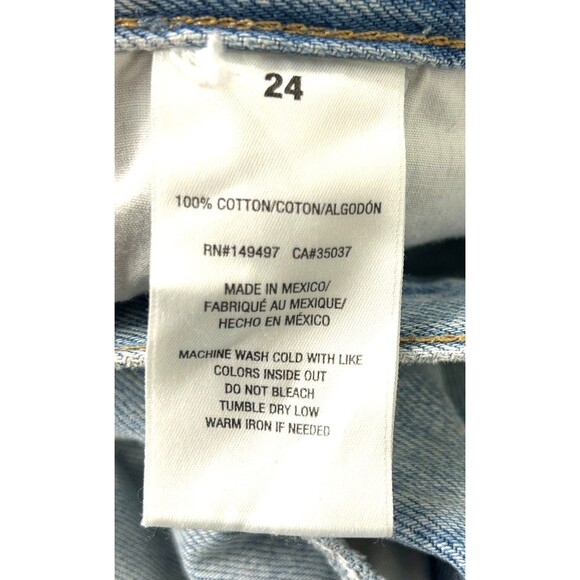 24
100% COTTON/COTON/ALGODÓN
RN#149497 CA#35037
MADE IN MEXICO/
FABRIQUÉ AU MEXIQUE/
HECHO EN MÉXICO
MACHINE WASH COLD WITH LIKE
COLORS INSIDE OUT
DO NOT BLEACH
TUMBLE DRY LOW
WARM IRON IF NEEDED